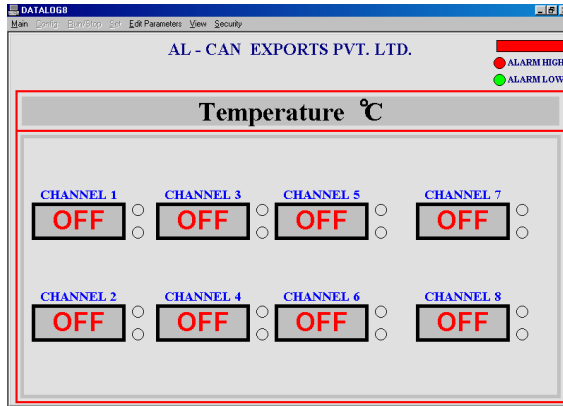 DATALOG8
Main Config Run/Stop Set Edit Parameters View Security
AL - CAN EXPORTS PVT. LTD.
ALARM HIGH
ALARM LOW
Temperature °C
CHANNEL 1 CHANNEL 3 CHANNEL 5 CHANNEL 7
OFF OFF OFF OFF
CHANNEL 2 CHANNEL 4 CHANNEL 6 CHANNEL 8
OFF OFF OFF OFF